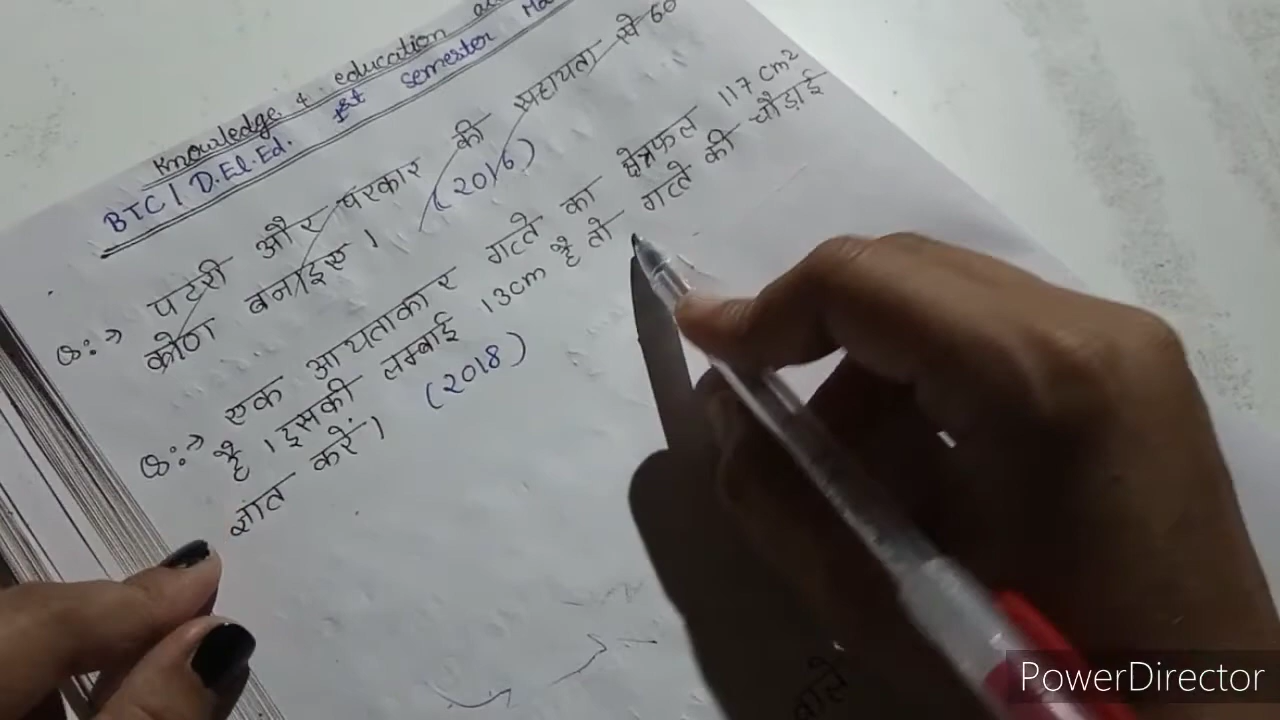 Knowledge & education
BTC / D.El.Ed. 1st semester
Q:→ पटरी और परकार की सहायता से 60
कोण बनाइए । (2016)
Q:→ एक आयताकार गत्ते का क्षेत्रफल 117 cm²
है । इसकी लम्बाई 13cm है तो गत्ते की चौड़ाई
ज्ञात करें । (2018)
PowerDirector